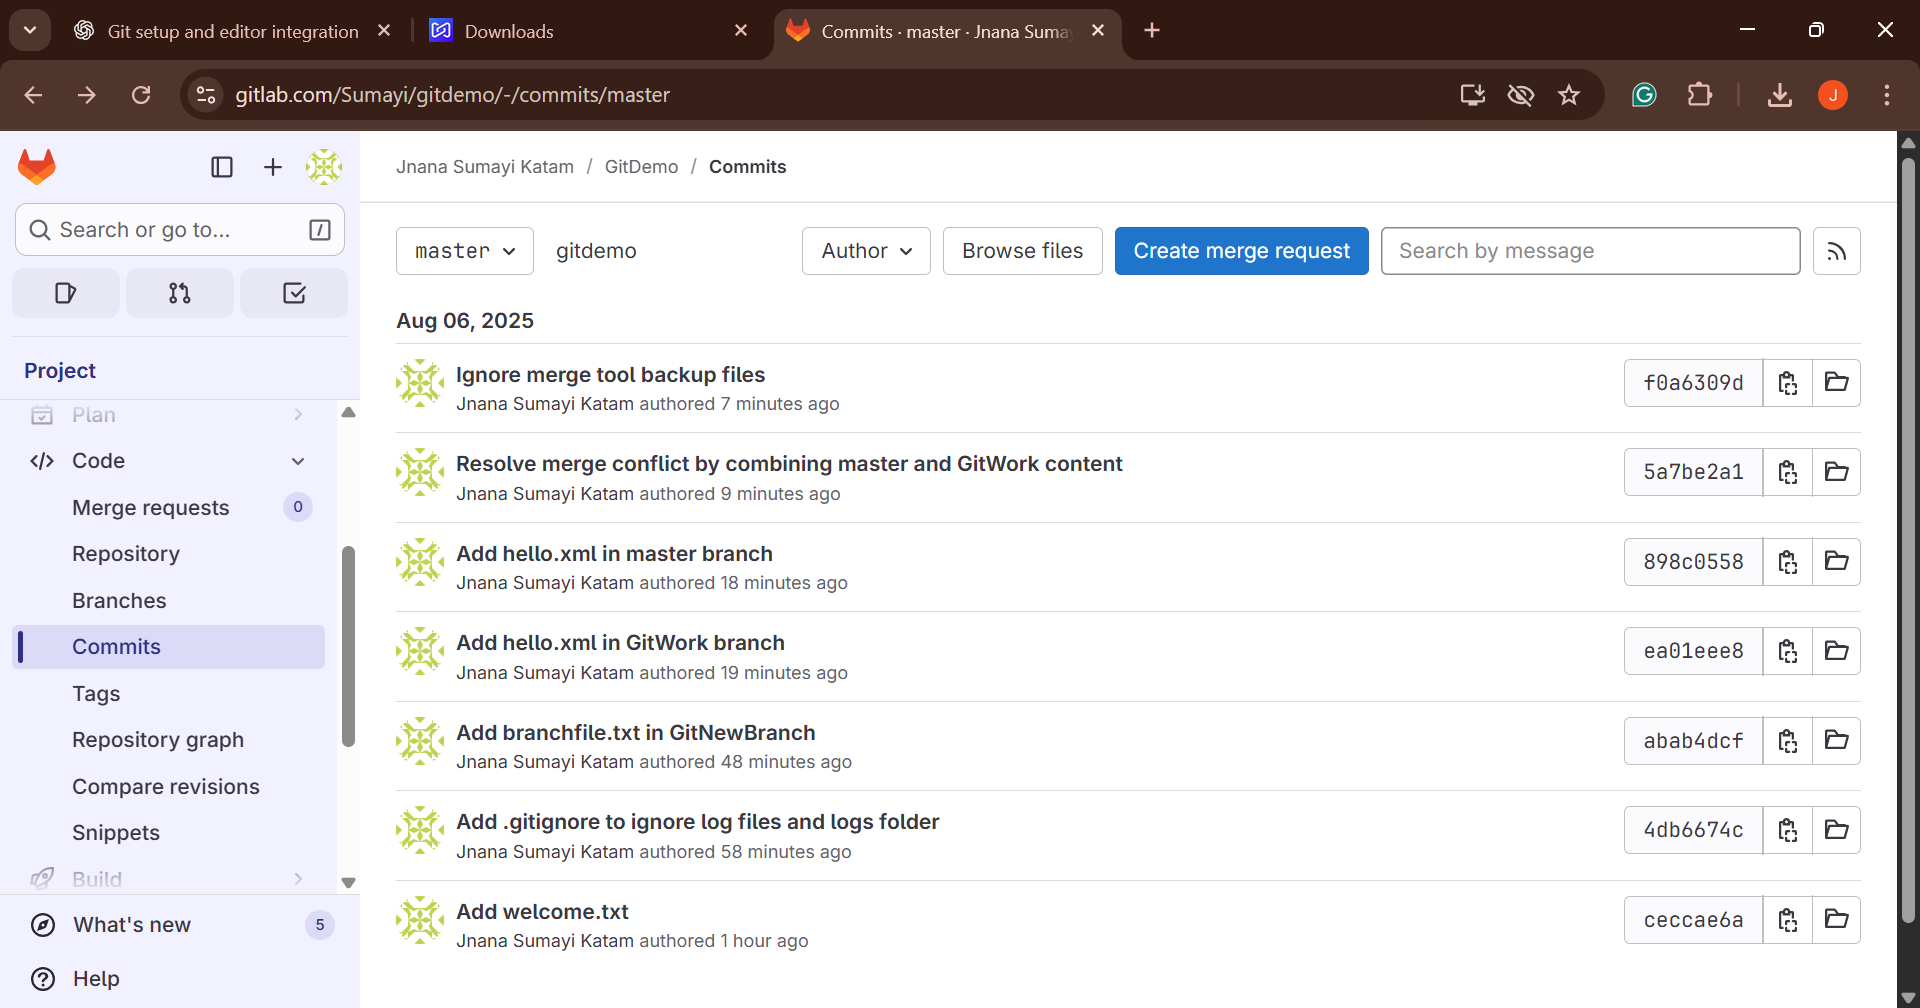 Git setup and editor integration
Downloads
Commits · master · Jnana Suma
gitlab.com/Sumayi/gitdemo/-/commits/master
J
Search or go to...
/
Project
Plan
Code
Merge requests 0
Repository
Branches
Commits
Tags
Repository graph
Compare revisions
Snippets
Build
What's new 5
Help
Jnana Sumayi Katam / GitDemo / Commits
master gitdemo Author Browse files Create merge request Search by message
Aug 06, 2025
Ignore merge tool backup files
Jnana Sumayi Katam authored 7 minutes ago
f0a6309d
Resolve merge conflict by combining master and GitWork content
Jnana Sumayi Katam authored 9 minutes ago
5a7be2a1
Add hello.xml in master branch
Jnana Sumayi Katam authored 18 minutes ago
898c0558
Add hello.xml in GitWork branch
Jnana Sumayi Katam authored 19 minutes ago
ea01eee8
Add branchfile.txt in GitNewBranch
Jnana Sumayi Katam authored 48 minutes ago
abab4dcf
Add .gitignore to ignore log files and logs folder
Jnana Sumayi Katam authored 58 minutes ago
4db6674c
Add welcome.txt
Jnana Sumayi Katam authored 1 hour ago
ceccae6a